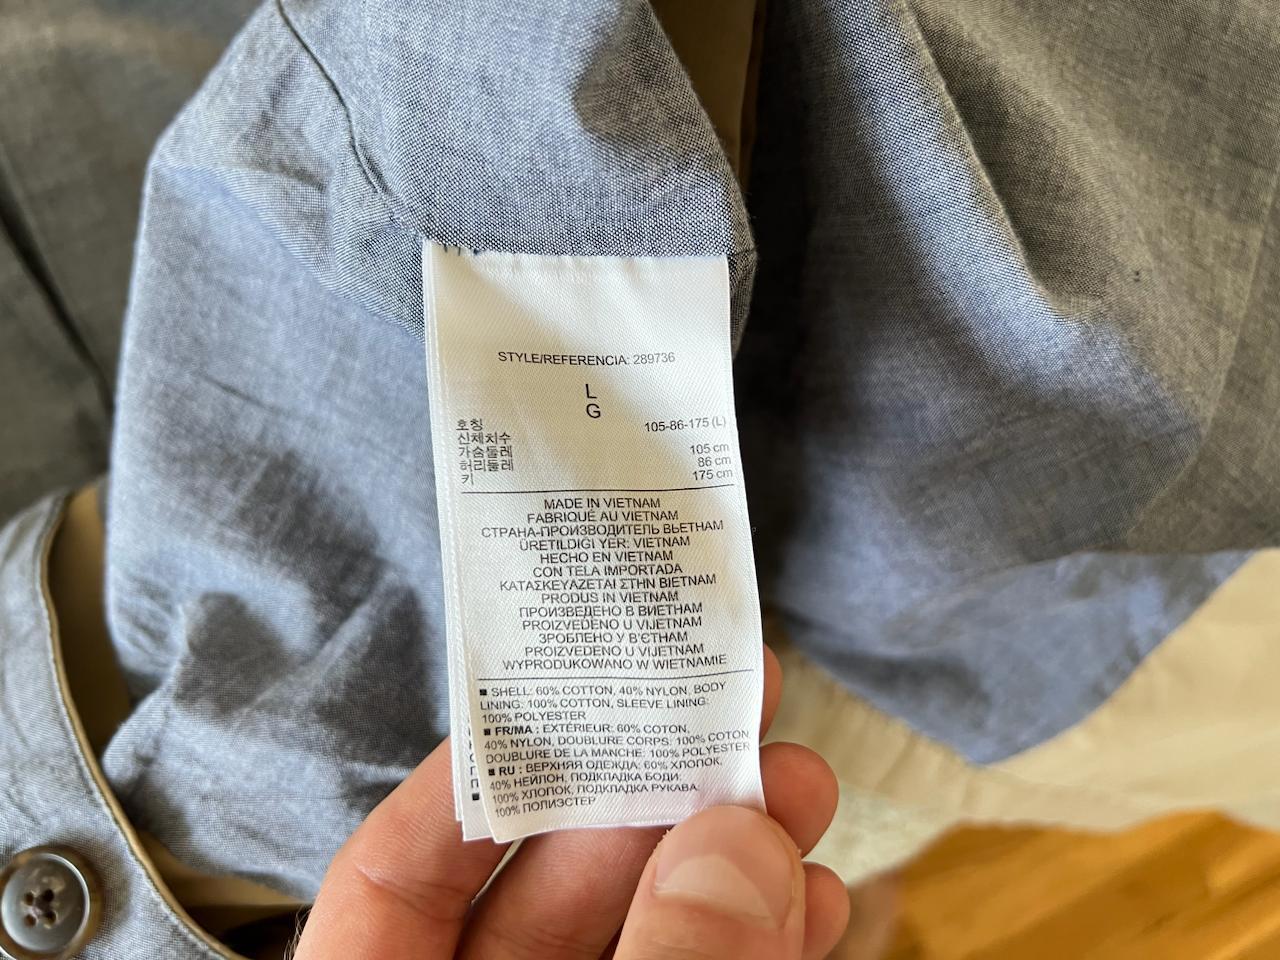 STYLE/REFERENCIA: 289736
L
G
호칭 105-86-175 (L)
신체치수
가슴둘레 105 cm
허리둘레 86 cm
키 175 cm
MADE IN VIETNAM
FABRIQUÉ AU VIETNAM
СТРАНА-ПРОИЗВОДИТЕЛЬ ВЬЕТНАМ
ÜRETILDIĞI YER: VIETNAM
HECHO EN VIETNAM
CON TELA IMPORTADA
ΚΑΤΑΣΚΕΥΑΖΕΤΑΙ ΣΤΗΝ ΒΙΕΤΝΑΜ
PRODUS IN VIETNAM
ПРОИЗВЕДЕНО В ВИЕТНАМ
PROIZVEDENO U VIJETNAM
ЗРОБЛЕНО У В'ЄТНАМ
PROIZVEDENO U VIJETNAM
WYPRODUKOWANO W WIETNAMIE
■ SHELL: 60% COTTON, 40% NYLON, BODY
LINING: 100% COTTON, SLEEVE LINING:
100% POLYESTER
■ FR/MA : EXTÉRIEUR: 60% COTON,
40% NYLON, DOUBLURE CORPS: 100% COTON
DOUBLURE DE LA MANCHE: 100% POLYESTER
■ RU : ВЕРХНЯЯ ОДЕЖДА: 60% ХЛОПОК,
40% НЕЙЛОН, ПОДКЛАДКА БОДИ:
100% ХЛОПОК, ПОДКЛАДКА РУКАВА:
100% ПОЛИЭСТЕР